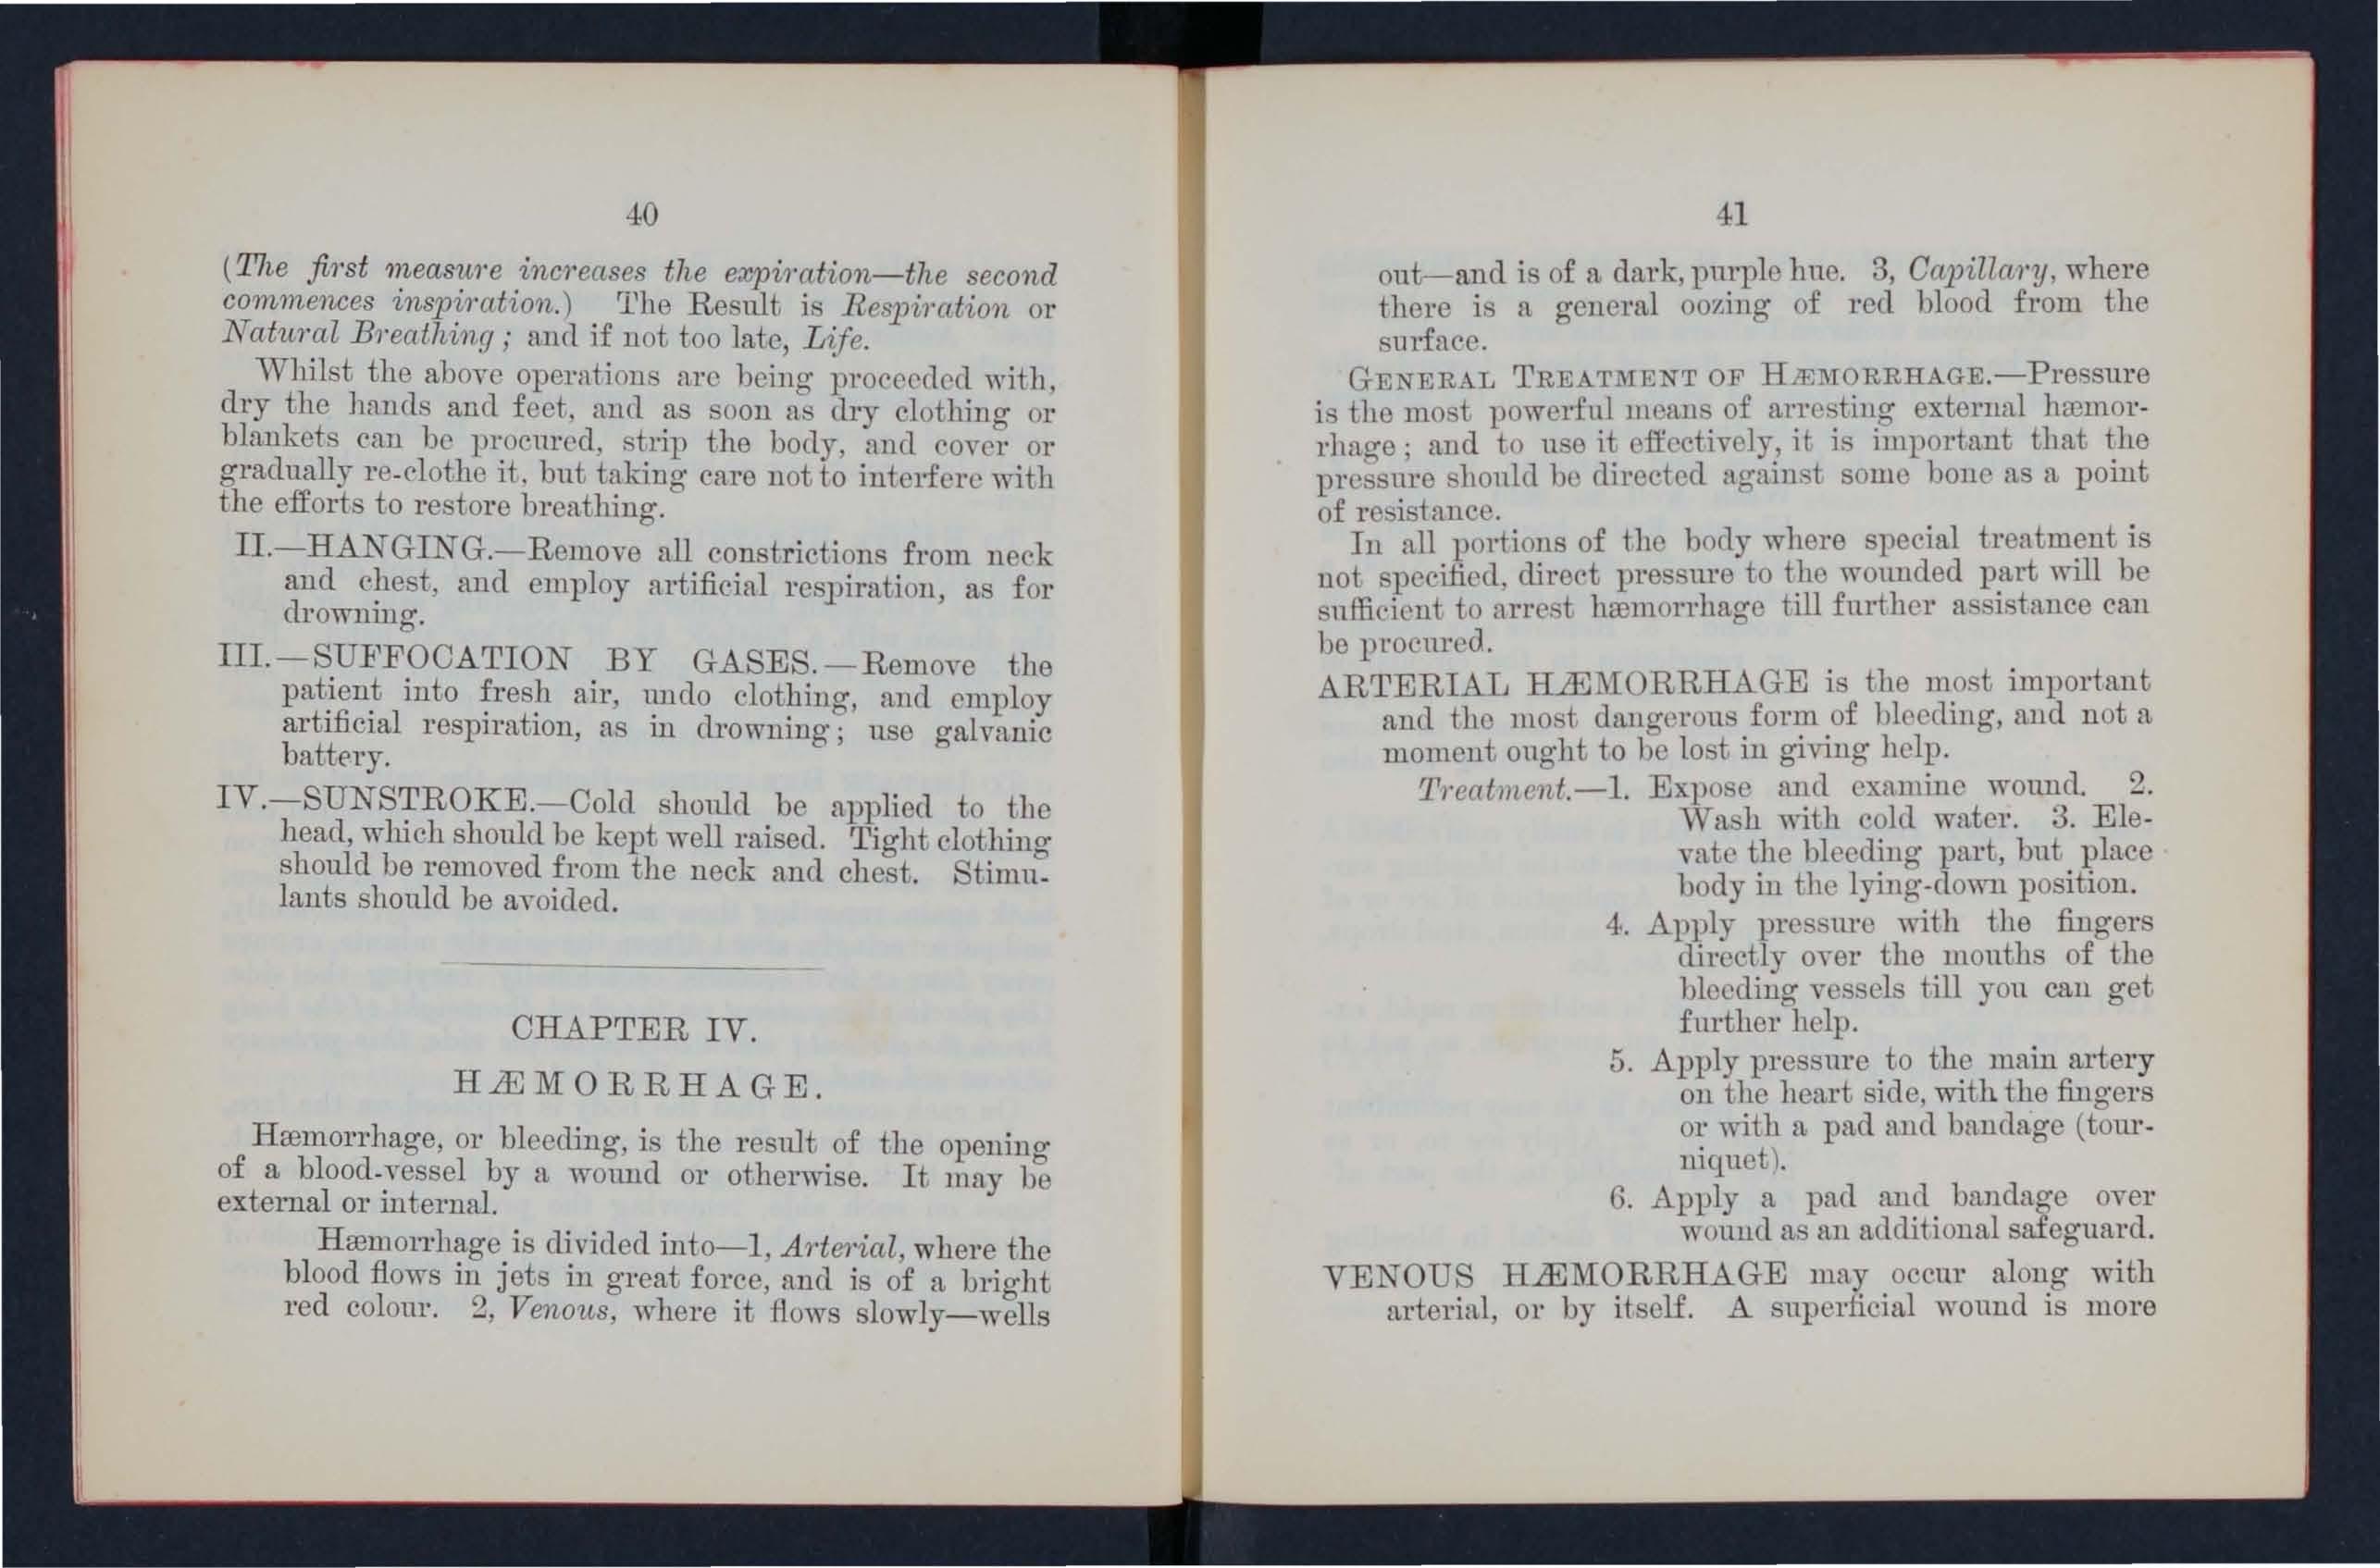 40
(The first measure increases the expiration—the second
commences inspiration.) The Result is Respiration or
Natural Breathing ; and if not too late, Life.
Whilst the above operations are being proceeded with,
dry the hands and feet, and as soon as dry clothing or
blankets can be procured, strip the body, and cover or
gradually re-clothe it, but taking care not to interfere with
the efforts to restore breathing.
II.—HANGING.—Remove all constrictions from neck
and chest, and employ artificial respiration, as for
drowning.
III.—SUFFOCATION BY GASES.—Remove the
patient into fresh air, undo clothing, and employ
artificial respiration, as in drowning ; use galvanic
battery.
IV.—SUNSTROKE.—Cold should be applied to the
head, which should be kept well raised. Tight clothing
should be removed from the neck and chest. Stimu-
lants should be avoided.
CHAPTER IV.
HÆMORRHAGE.
Hæmorrhage, or bleeding, is the result of the opening
of a blood-vessel by a wound or otherwise. It may be
external or internal.
Hæmorrhage is divided into—1, Arterial, where the
blood flows in jets in great force, and is of a bright
red colour. 2, Venous, where it flows slowly—wells
41
out—and is of a dark, purple hue. 3, Capillary, where
there is a general oozing of red blood from the
surface.
GENERAL TREATMENT OF HÆMORRHAGE.—Pressure
is the most powerful means of arresting external hæmor-
rhage ; and to use it effectively, it is important that the
pressure should be directed against some bone as a point
of resistance.
In all portions of the body where special treatment is
not specified, direct pressure to the wounded part will be
sufficient to arrest hæmorrhage till further assistance can
be procured.
ARTERIAL HÆMORRHAGE is the most important
and the most dangerous form of bleeding, and not a
moment ought to be lost in giving help.
Treatment.—1. Expose and examine wound. 2.
Wash with cold water. 3. Ele-
vate the bleeding part, but place
body in the lying-down position.
4. Apply pressure with the fingers
directly over the mouths of the
bleeding vessels till you can get
further help.
5. Apply pressure to the main artery
on the heart side, with the fingers
or with a pad and bandage (tour-
niquet).
6. Apply a pad and bandage over
wound as an additional safeguard.
VENOUS HÆMORRHAGE may occur along with
arterial, or by itself. A superficial wound is more